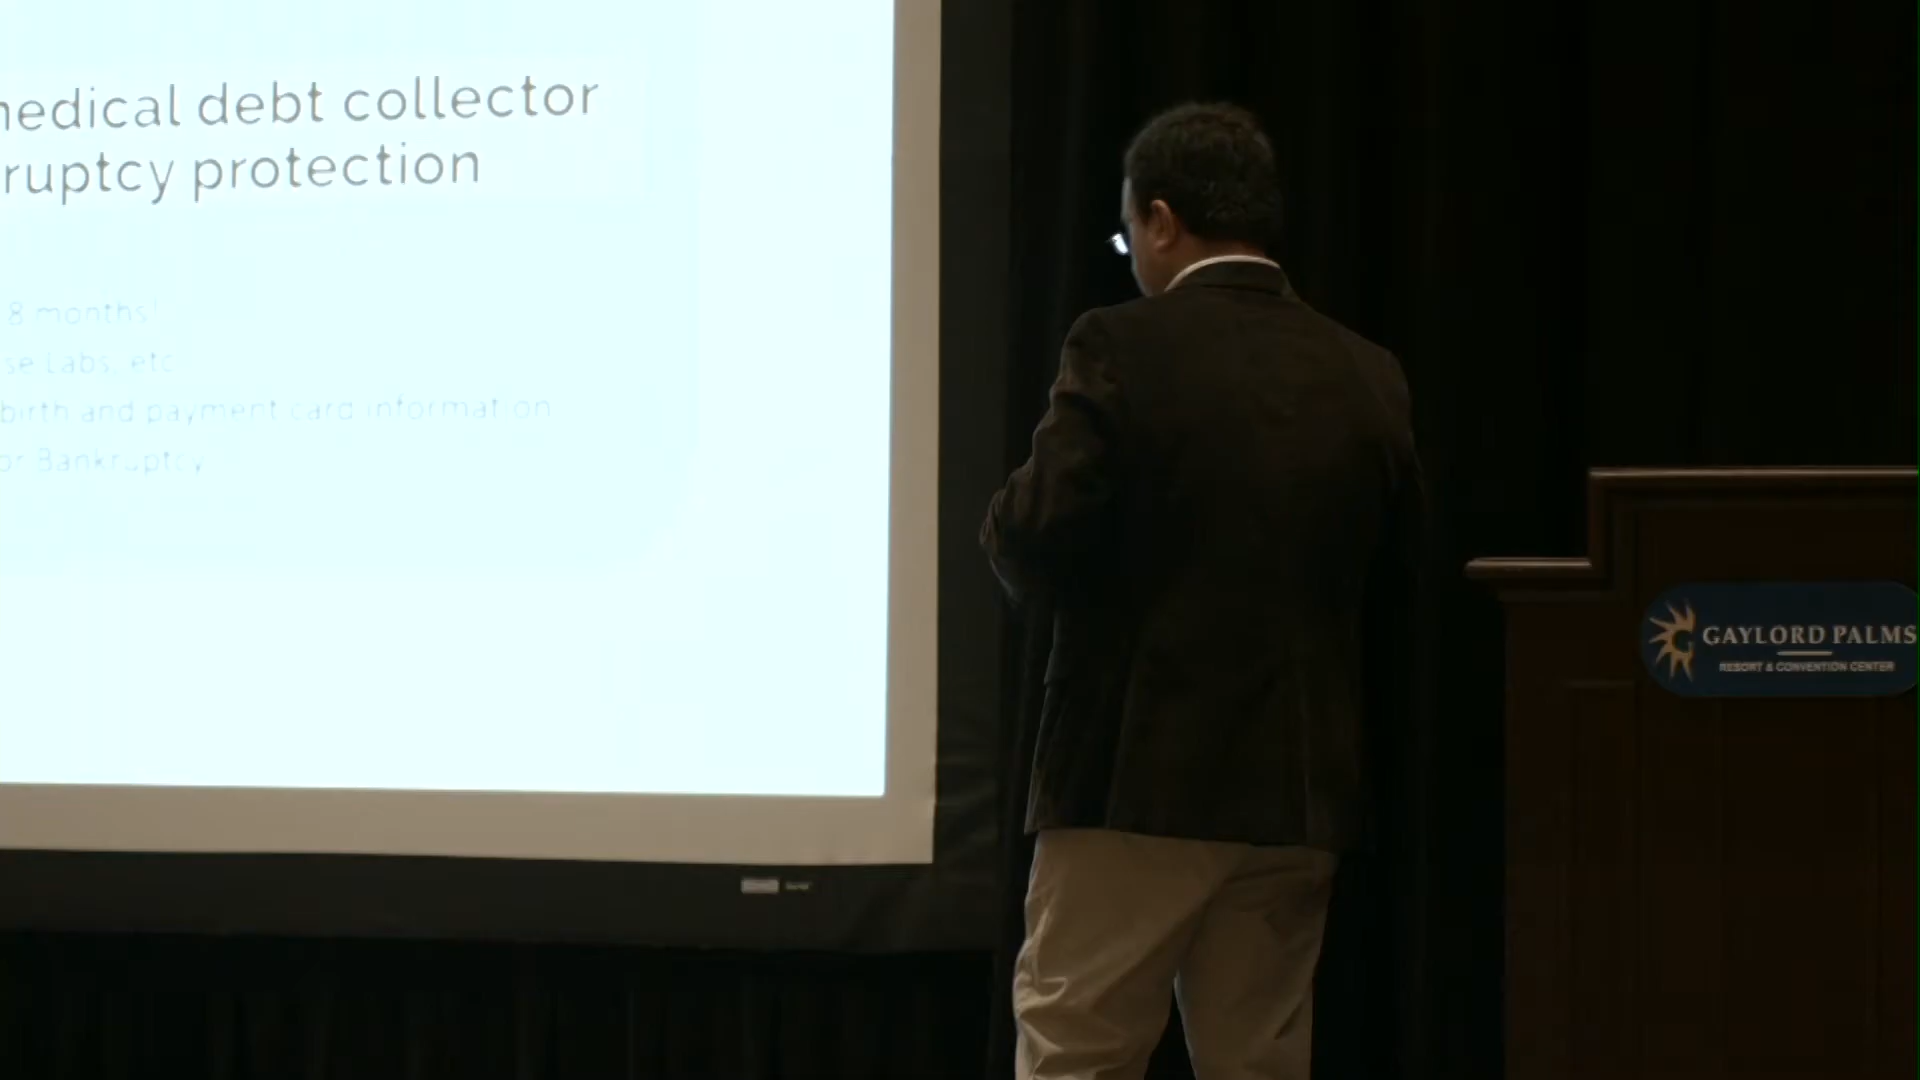 medical debt collector
ruptcy protection
8 months!
se Labs, etc
birth and payment card information
or Bankruptcy
GAYLORD PALMS
RESORT & CONVENTION CENTER